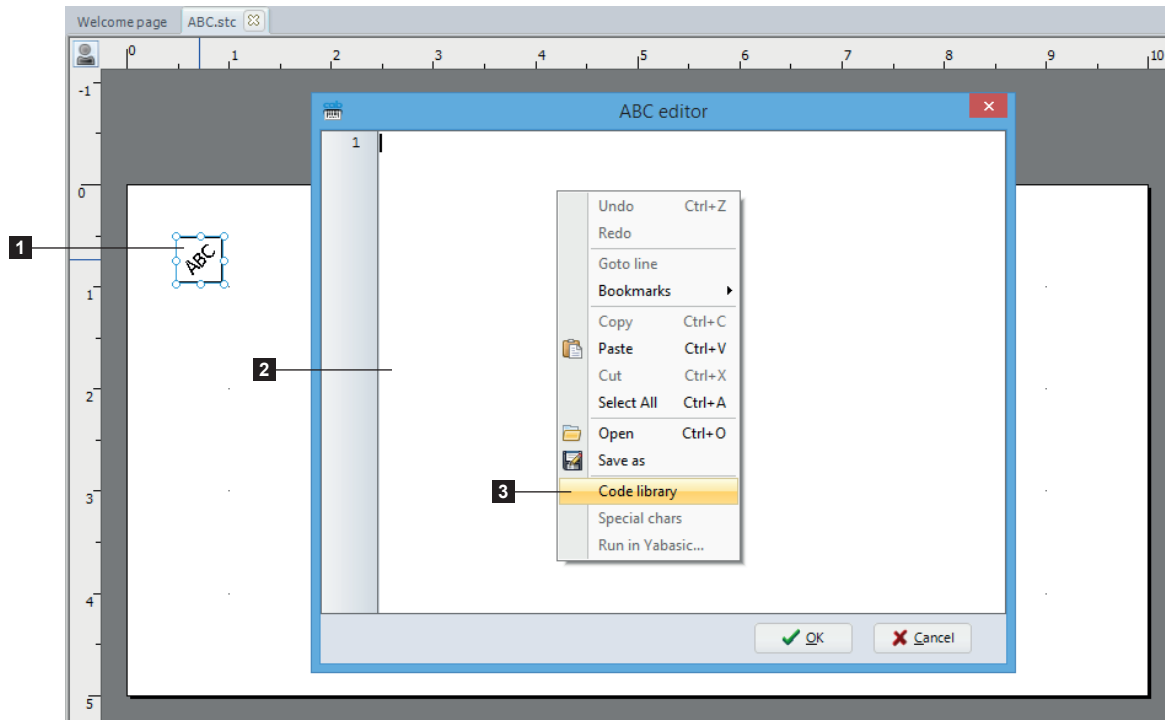 Welcome page ABC.stc
0 1 2 3 4 5 6 7 8 9 10
-1
cab ABC editor
1
0
Undo Ctrl+Z
Redo
1
ABC
Goto line
Bookmarks
1
Copy Ctrl+C
Paste Ctrl+V
2
Cut Ctrl+X
2
Select All Ctrl+A
Open Ctrl+O
Save as
3
Code library
3
Special chars
Run in Yabasic...
4
OK Cancel
5